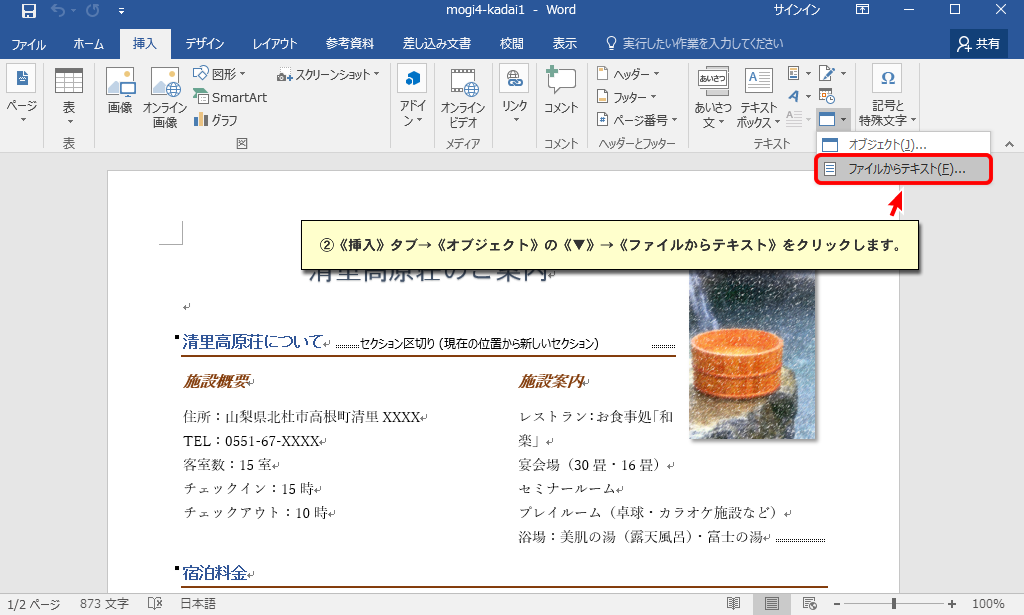 mogi4-kadai1 - Word
サインイン
ファイル ホーム 挿入 デザイン レイアウト 参考資料 差し込み文書 校閲 表示 実行したい作業を入力してください 共有
ページ
表
画像
オンライン
画像
図形
SmartArt
グラフ
スクリーンショット
アドイ
ン
オンライン
ビデオ
リンク
コメント
ヘッダー
フッター
ページ番号
あいさつ
あいさつ
文
テキスト
ボックス
記号と
特殊文字
表 図 メディア コメント ヘッダーとフッター テキスト
オブジェクト(J)...
ファイルからテキスト(F)...
②《挿入》タブ→《オブジェクト》の《▼》→《ファイルからテキスト》をクリックします。
清里高原荘のご案内
清里高原荘について
セクション区切り (現在の位置から新しいセクション)
施設概要
住所：山梨県北杜市高根町清里 XXXX
TEL：0551-67-XXXX
客室数：15 室
チェックイン：15 時
チェックアウト：10 時
施設案内
レストラン：お食事処「和
楽」
宴会場（30 畳・16 畳）
セミナールーム
プレイルーム（卓球・カラオケ施設など）
浴場：美肌の湯（露天風呂）・富士の湯
宿泊料金
1/2 ページ 873 文字 日本語 100%